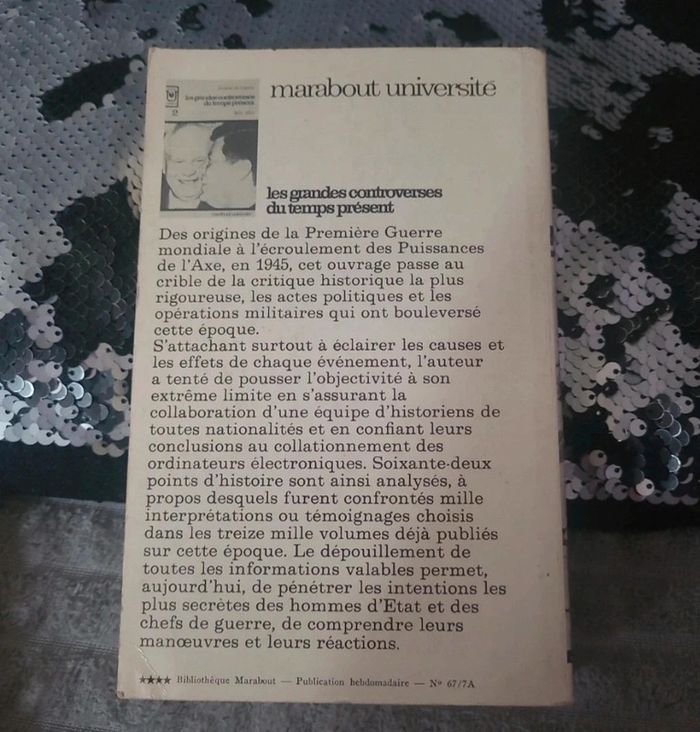 marabout université
les grandes controverses
du temps présent
2
les grandes controverses
du temps présent
Des origines de la Première Guerre
mondiale à l'écroulement des Puissances
de l'Axe, en 1945, cet ouvrage passe au
crible de la critique historique la plus
rigoureuse, les actes politiques et les
opérations militaires qui ont bouleversé
cette époque.
S'attachant surtout à éclairer les causes et
les effets de chaque événement, l'auteur
a tenté de pousser l'objectivité à son
extrême limite en s'assurant la
collaboration d'une équipe d'historiens de
toutes nationalités et en confiant leurs
conclusions au collationnement des
ordinateurs électroniques. Soixante-deux
points d'histoire sont ainsi analysés, à
propos desquels furent confrontés mille
interprétations ou témoignages choisis
dans les treize mille volumes déjà publiés
sur cette époque. Le dépouillement de
toutes les informations valables permet,
aujourd'hui, de pénétrer les intentions les
plus secrètes des hommes d'Etat et des
chefs de guerre, de comprendre leurs
manœuvres et leurs réactions.
★★★★ Bibliothèque Marabout — Publication hebdomadaire — N° 67/7A